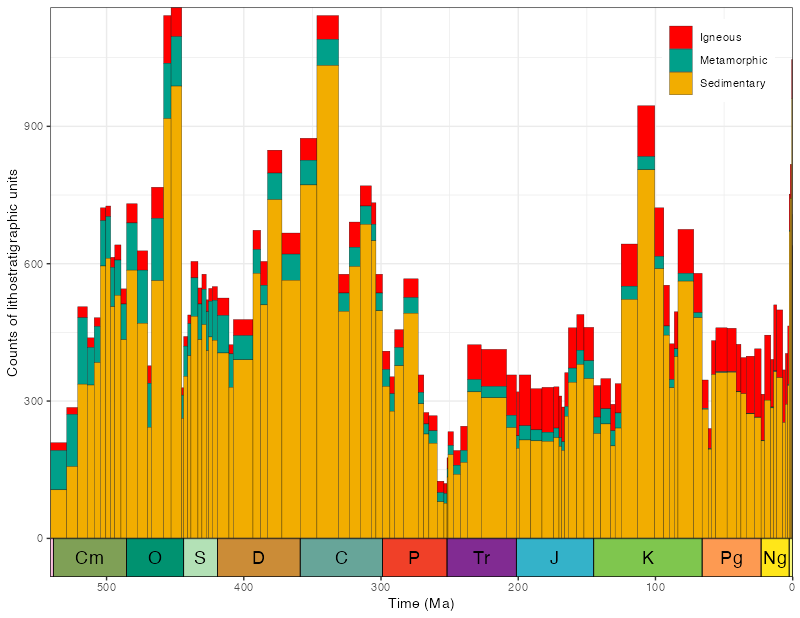 Igneous
Metamorphic
Sedimentary
Counts of lithostratigraphic units
900
600
300
0
Cm O S D C P Tr J K Pg Ng
500 400 300 200 100 0
Time (Ma)